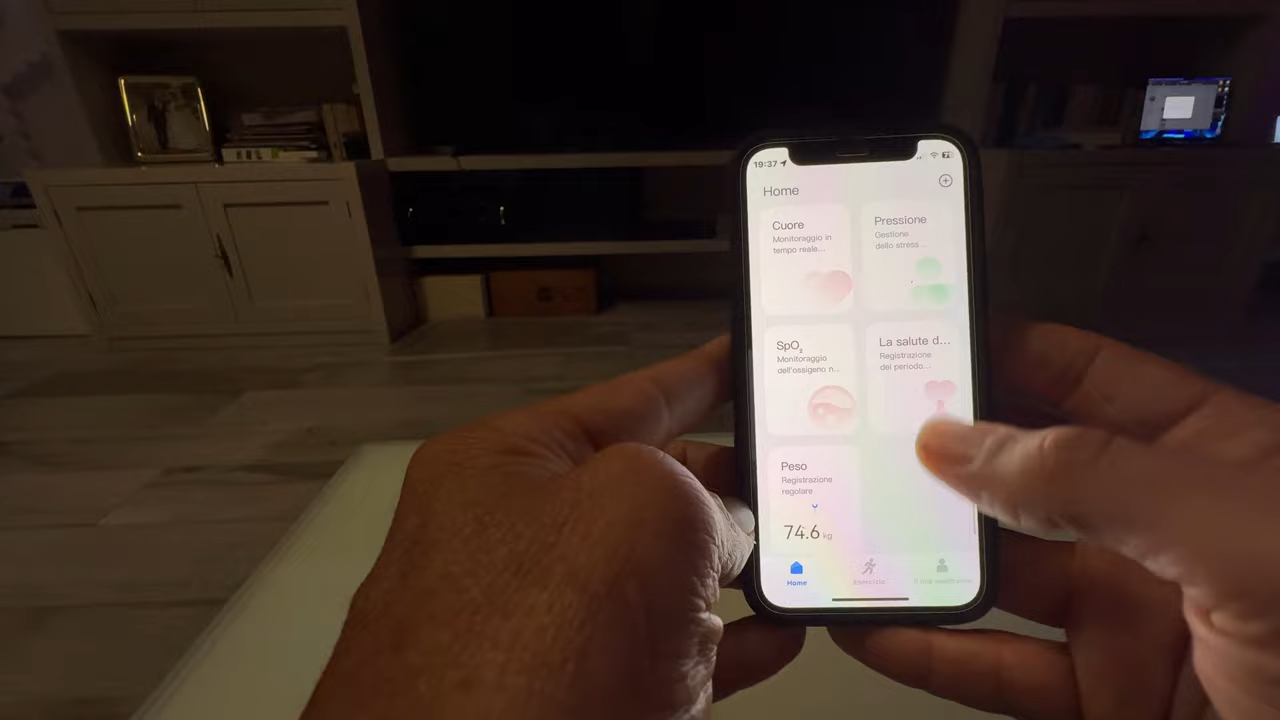 19:37
Home
Cuore
Monitoraggio in
tempo reale...
Pressione
Gestione
dello stress...
SpO₂
Monitoraggio
dell'ossigeno n...
La salute d...
Registrazione
del periodo...
Peso
Registrazione
regolare
74.6 kg
Home
Esercizio